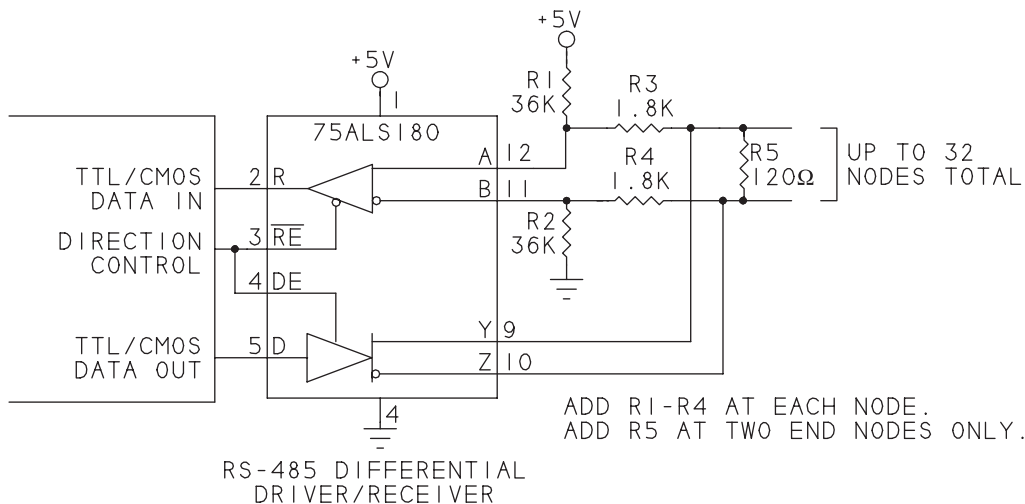 +5V
+5V
1
75ALS180
R1
36K
R3
1.8K
A 12
R4
1.8K
R5
120Ω
UP TO 32
NODES TOTAL
TTL/CMOS
DATA IN
2 R
B 11
R2
36K
DIRECTION
CONTROL
3 RE
4 DE
TTL/CMOS
DATA OUT
5 D
Y 9
Z 10
4
ADD R1-R4 AT EACH NODE.
ADD R5 AT TWO END NODES ONLY.
RS-485 DIFFERENTIAL
DRIVER/RECEIVER